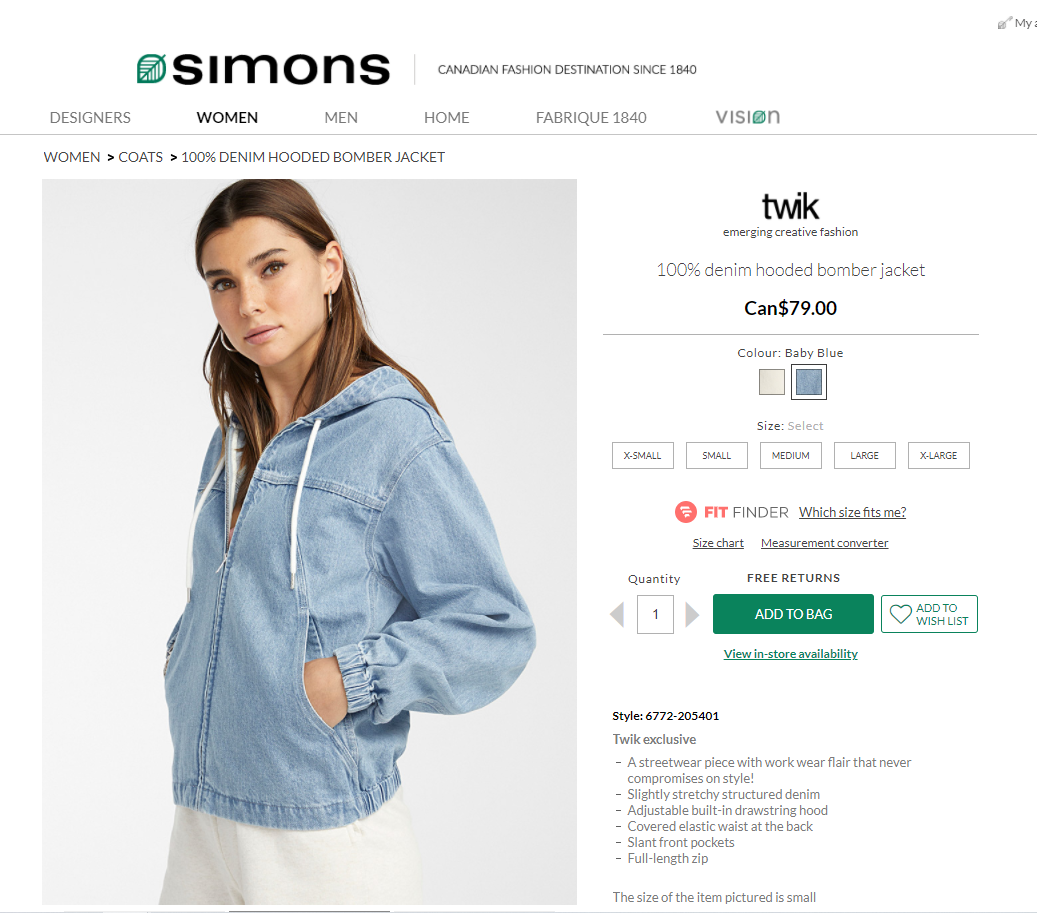 My a
simons
CANADIAN FASHION DESTINATION SINCE 1840
DESIGNERS
WOMEN
MEN
HOME
FABRIQUE 1840
VISION
WOMEN > COATS > 100% DENIM HOODED BOMBER JACKET
twik
emerging creative fashion
100% denim hooded bomber jacket
Can$79.00
Colour: Baby Blue
Size: Select
X-SMALL
SMALL
MEDIUM
LARGE
X-LARGE
FIT FINDER Which size fits me?
Size chart
Measurement converter
Quantity
FREE RETURNS
1
ADD TO BAG
ADD TO
WISH LIST
View in-store availability
Style: 6772-205401
Twik exclusive
– A streetwear piece with work wear flair that never
compromises on style!
– Slightly stretchy structured denim
– Adjustable built-in drawstring hood
– Covered elastic waist at the back
– Slant front pockets
– Full-length zip
The size of the item pictured is small